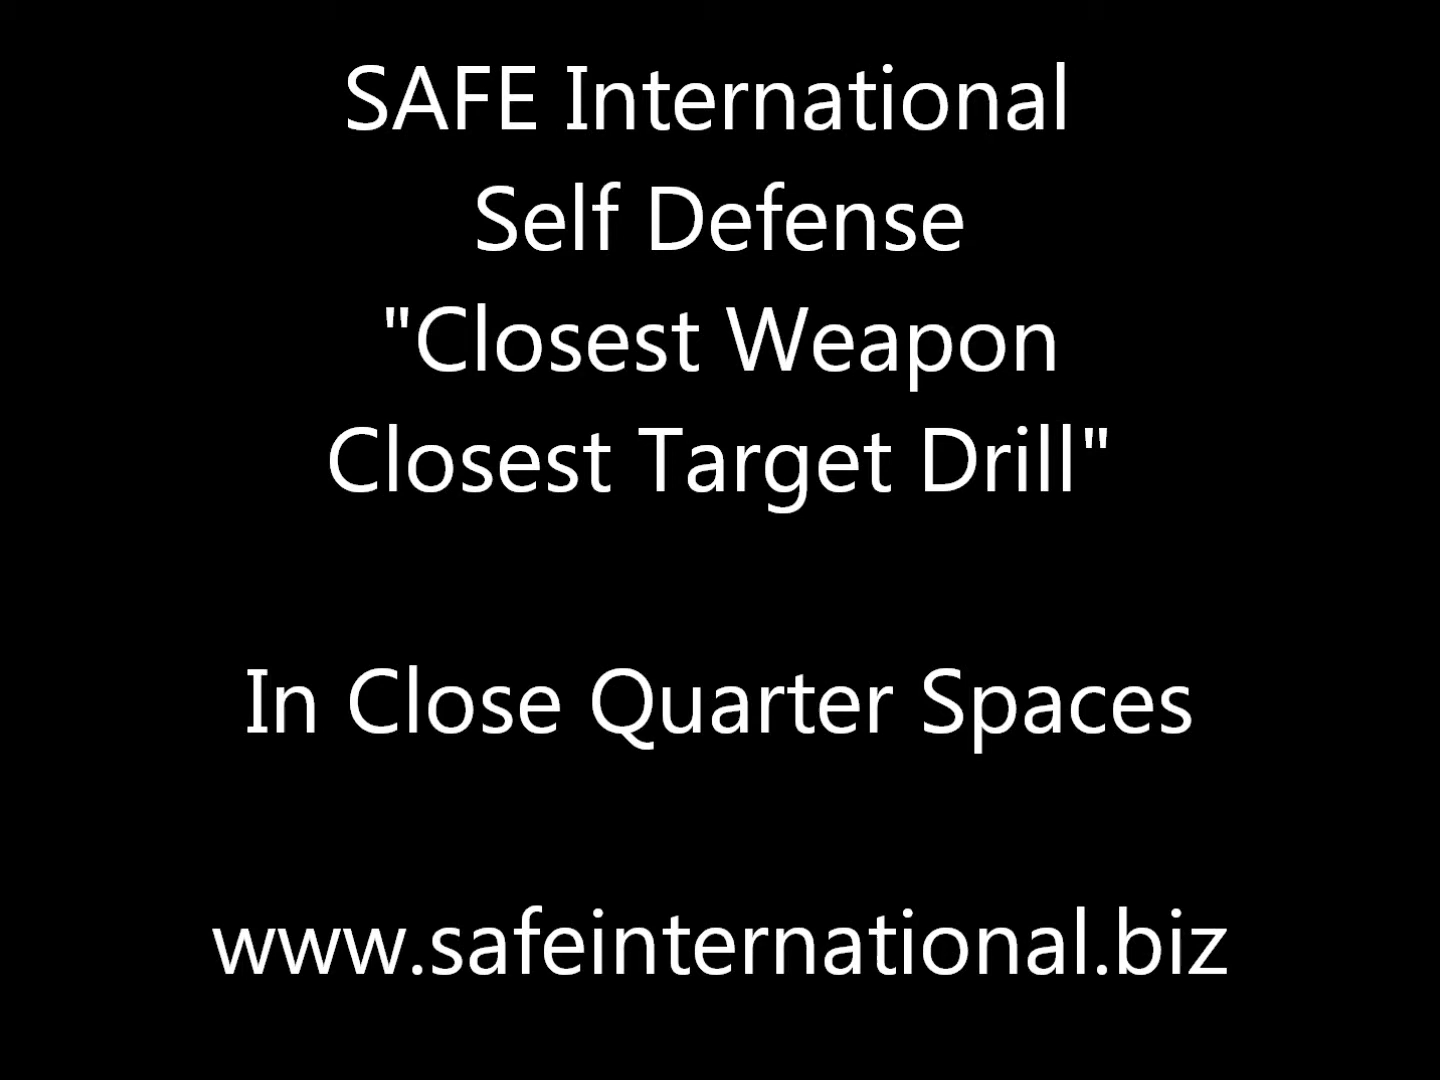 SAFE International
Self Defense
"Closest Weapon
Closest Target Drill"
In Close Quarter Spaces
www.safeinternational.biz